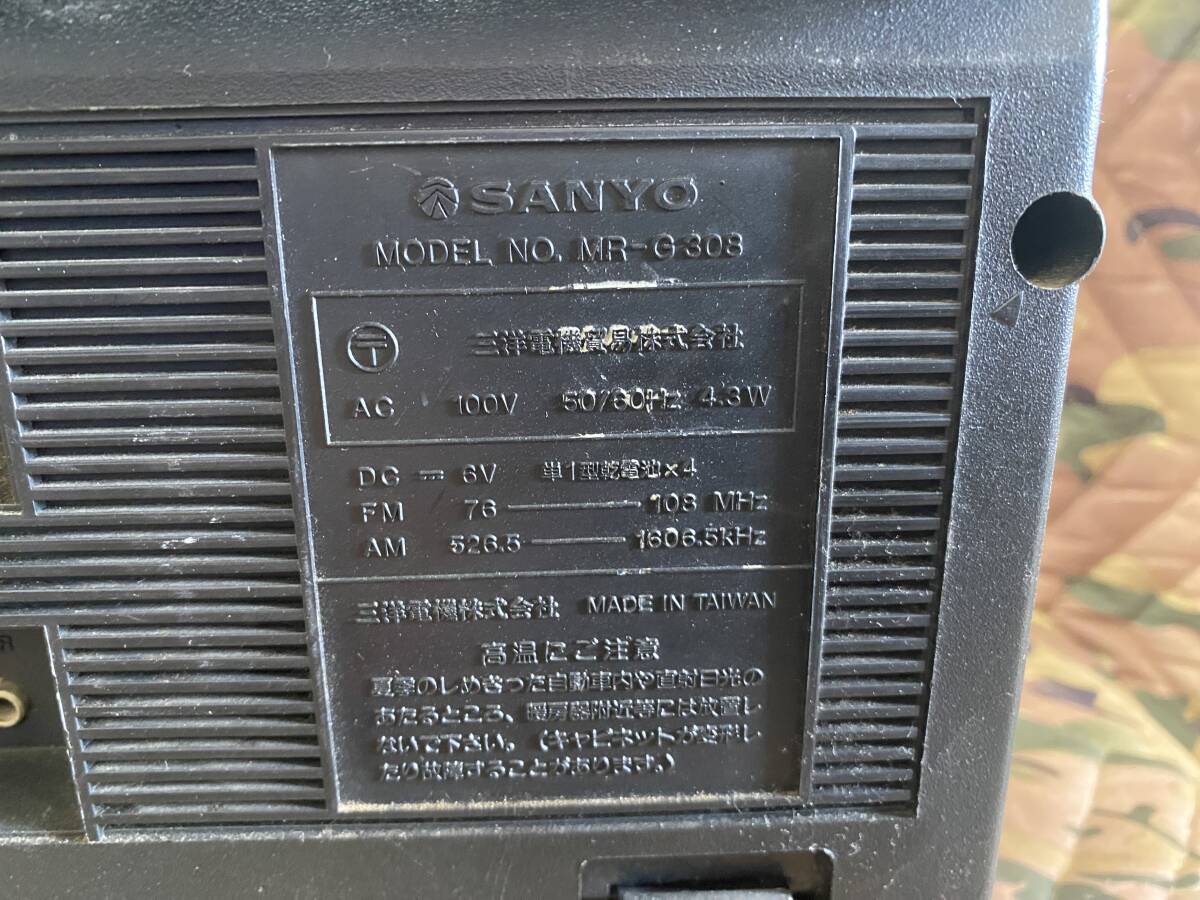 SANYO
MODEL NO. MR-G308
〒 三洋電機貿易株式会社
AC 100V 50/60Hz 4.3W
DC ⎓ 6V 単1型乾電池×4
FM 76 — 108 MHz
AM 526.5 — 1606.5kHz
三洋電機株式会社 MADE IN TAIWAN
高温にご注意
夏季のしめきった自動車内や直射日光の
あたるところ、暖房器附近等には放置し
ないで下さい。(キャビネットが変形し
たり故障することがあります。)